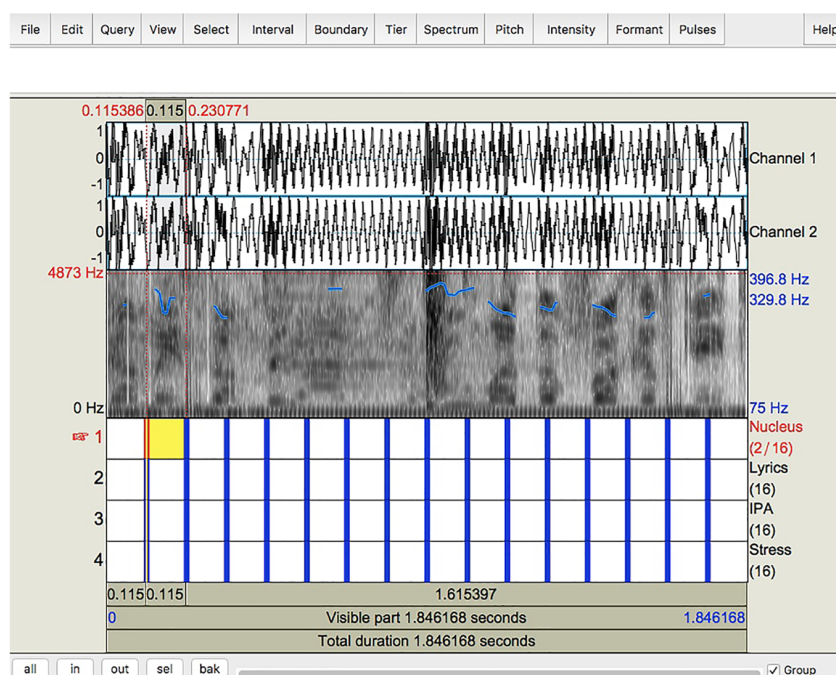 File Edit Query View Select Interval Boundary Tier Spectrum Pitch Intensity Formant Pulses Help
0.115386 0.115 0.230771
1
0
-1
Channel 1
1
0
-1
Channel 2
4873 Hz
396.8 Hz
329.8 Hz
0 Hz
75 Hz
1
Nucleus
(2/16)
2
Lyrics
(16)
3
IPA
(16)
4
Stress
(16)
0.115 0.115 1.615397
0 Visible part 1.846168 seconds 1.846168
Total duration 1.846168 seconds
all in out sel bak Group